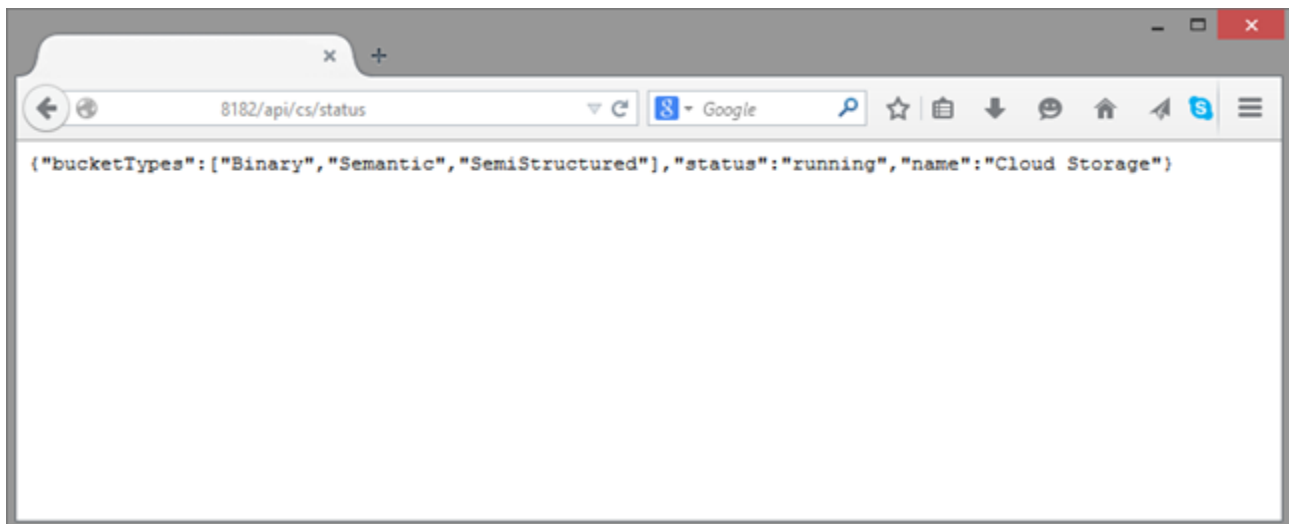 8182/api/cs/status
Google
{"bucketTypes":["Binary","Semantic","SemiStructured"],"status":"running","name":"Cloud Storage"}